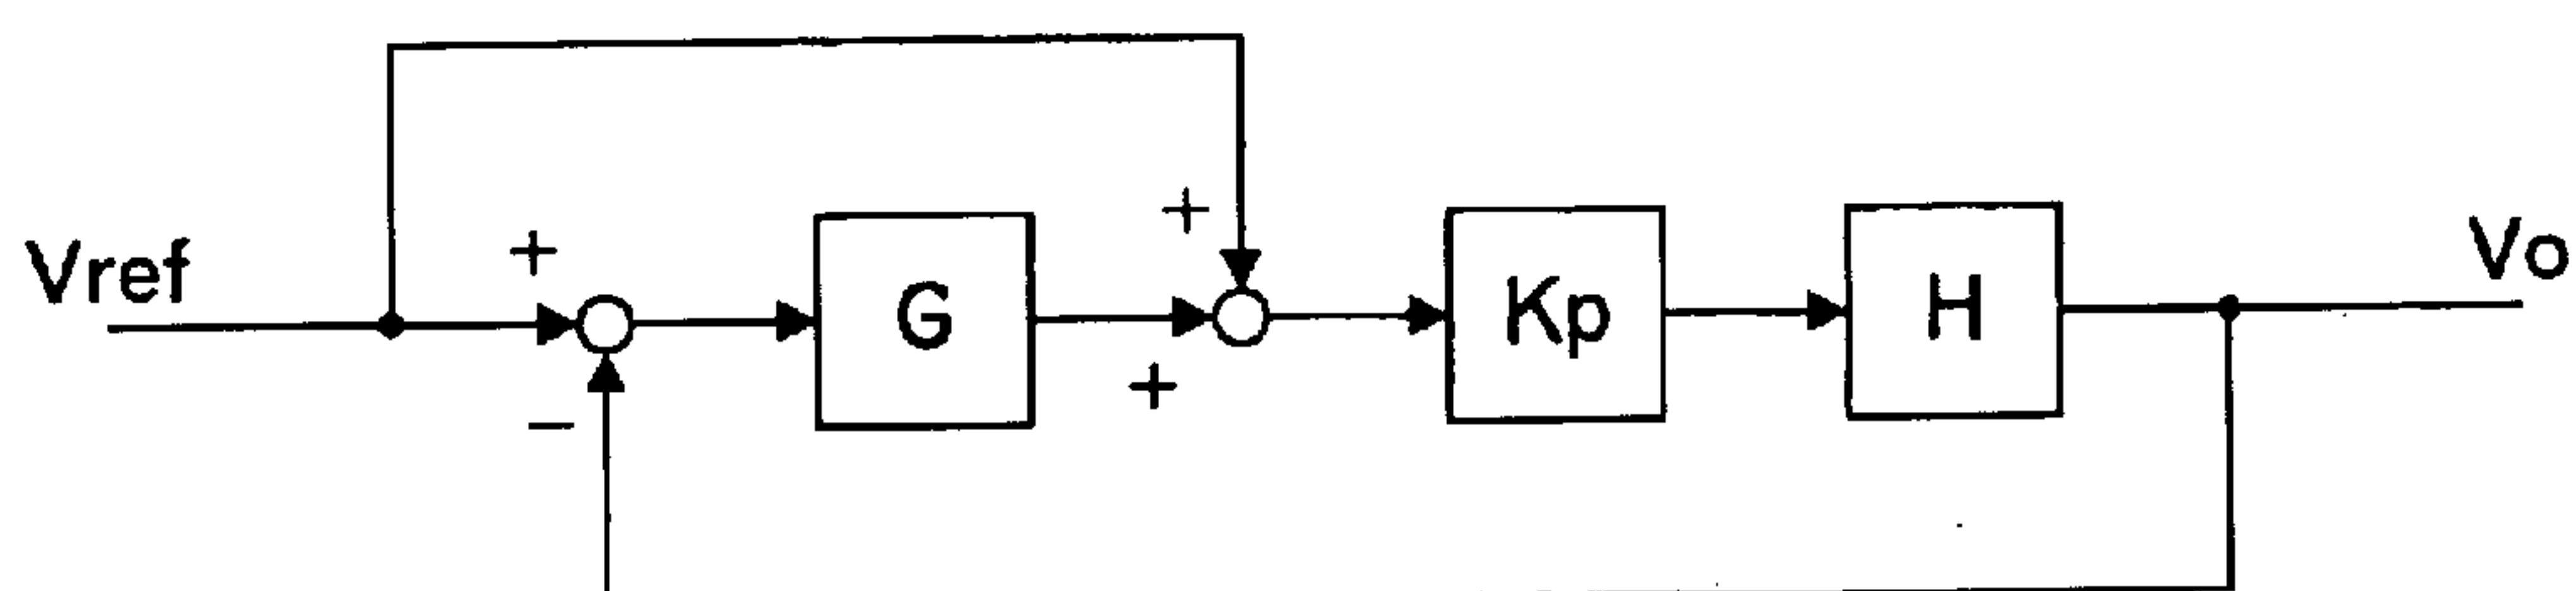 +
Vref
+
G
+
Kp
H
Vo
−